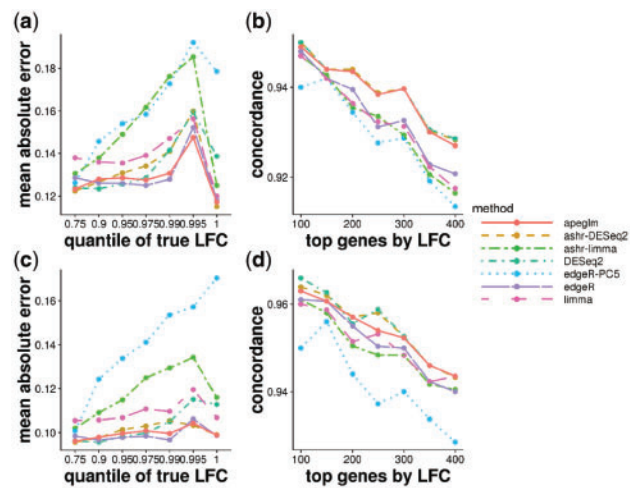 (a)
mean absolute error
0.18
0.16
0.14
0.12
0.75 0.9 0.95 0.975 0.99 0.995 1
quantile of true LFC
(b)
concordance
0.94
0.92
100 200 300 400
top genes by LFC
(c)
mean absolute error
0.16
0.14
0.12
0.10
0.75 0.9 0.95 0.975 0.99 0.995 1
quantile of true LFC
(d)
concordance
0.96
0.94
100 200 300 400
top genes by LFC
method
apeglm
ashr-DESeq2
ashr-limma
DESeq2
edgeR-PC5
edgeR
limma